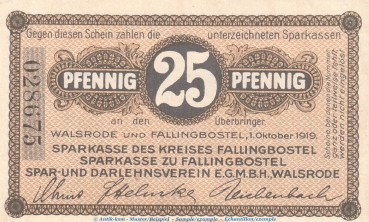 Gegen diesen Schein zahlen die unterzeichneten Sparkassen
PFENNIG 25 PFENNIG
an den Überbringer
WALSRODE UND FALLINGBOSTEL, 1. Oktober 1919.
SPARKASSE DES KREISES FALLINGBOSTEL
SPARKASSE ZU FALLINGBOSTEL
SPAR- UND DARLEHNSVEREIN E.G.M.B.H. WALSRODE
028675